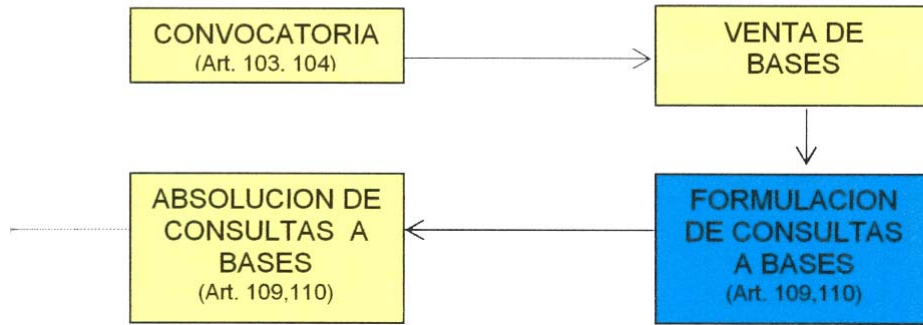 CONVOCATORIA
(Art. 103. 104)
VENTA DE
BASES
FORMULACION
DE CONSULTAS
A BASES
(Art. 109,110)
ABSOLUCION DE
CONSULTAS A
BASES
(Art. 109,110)